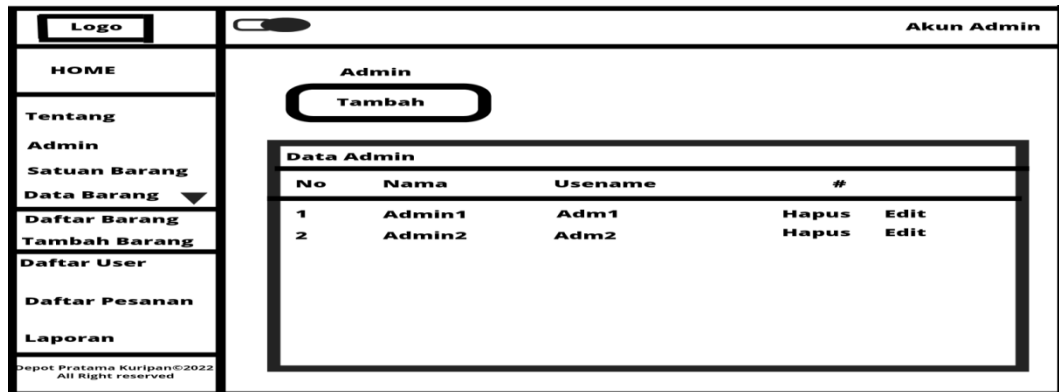 Logo
Akun Admin
HOME
Tentang
Admin
Satuan Barang
Data Barang
Daftar Barang
Tambah Barang
Daftar User
Daftar Pesanan
Laporan
Depot Pratama Kuripan©2022
All Right reserved
Admin
Tambah
Data Admin
No Nama Usename #
1 Admin1 Adm1 Hapus Edit
2 Admin2 Adm2 Hapus Edit